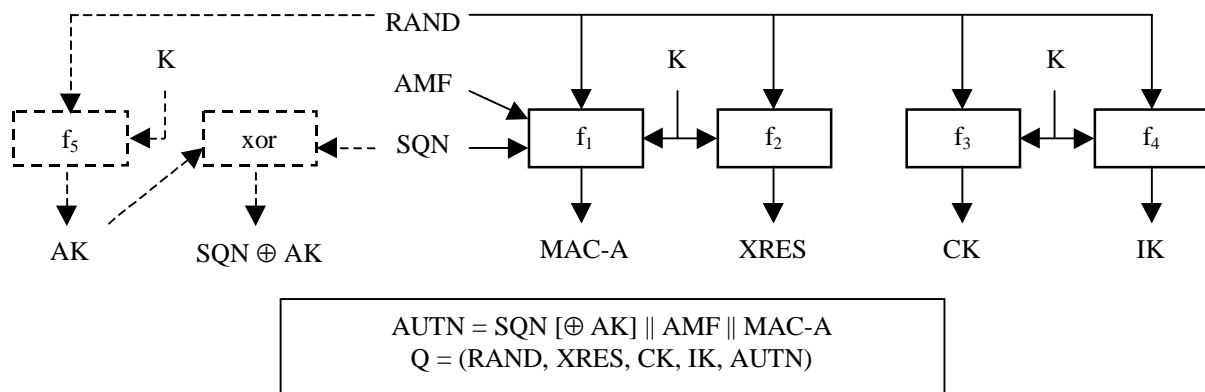 RAND
K
K
AMF
f5
xor
SQN
f1
f2
f3
f4
AK
SQN ⊕ AK
MAC-A
XRES
CK
IK
AUTN = SQN [⊕ AK] || AMF || MAC-A
Q = (RAND, XRES, CK, IK, AUTN)